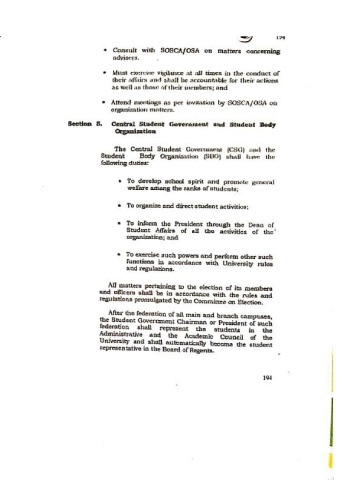 174
• Consult with SOSCA/OSA on matters concerning
advisers.
• Must exercise vigilance at all times in the conduct of
their affairs and shall be accountable for their actions
as well as those of their members; and
• Attend meetings as per invitation by SOSCA/OSA on
organization matters.
Section 5. Central Student Government and Student Body
Organization
The Central Student Government (CSG) and the
Student Body Organization (SBO) shall have the
following duties:
• To develop school spirit and promote general
welfare among the ranks of students;
• To organize and direct student activities;
• To inform the President through the Dean of
Student Affairs of all the activities of the
organization; and
• To exercise such powers and perform other such
functions in accordance with University rules
and regulations.
All matters pertaining to the election of its members
and officers shall be in accordance with the rules and
regulations promulgated by the Committee on Election.
After the federation of all main and branch campuses,
the Student Government Chairman or President of such
federation shall represent the students in the
Administrative and the Academic Council of the
University and shall automatically become the student
representative in the Board of Regents.
194